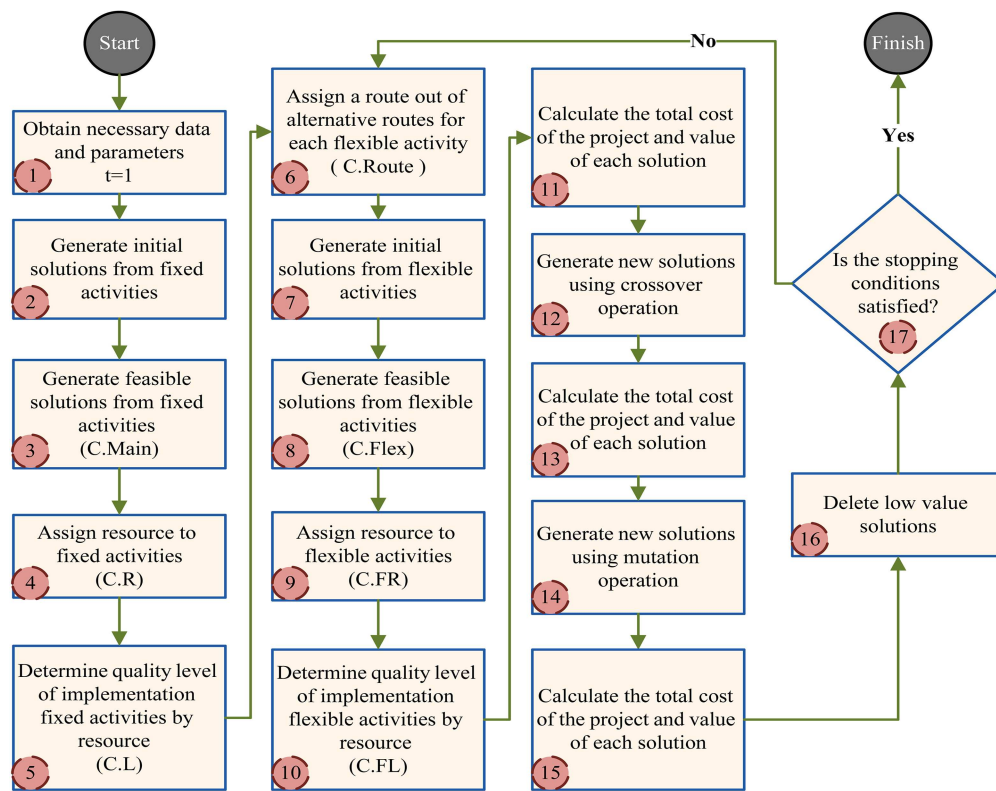 Start
Obtain necessary data
and parameters
t=1
1
Generate initial
solutions from fixed
activities
2
Generate feasible
solutions from fixed
activities
(C.Main)
3
Assign resource to
fixed activities
(C.R)
4
Determine quality level
of implementation
fixed activities by
resource
(C.L)
5
Assign a route out of
alternative routes for
each flexible activity
( C.Route )
6
Generate initial
solutions from flexible
activities
7
Generate feasible
solutions from flexible
activities
(C.Flex)
8
Assign resource to
flexible activities
(C.FR)
9
Determine quality level
of implementation
flexible activities by
resource
(C.FL)
10
Calculate the total cost
of the project and value
of each solution
11
Generate new solutions
using crossover
operation
12
Calculate the total cost
of the project and value
of each solution
13
Generate new solutions
using mutation
operation
14
Calculate the total cost
of the project and value
of each solution
15
Delete low value
solutions
16
Is the stopping
conditions
satisfied?
17
No
Yes
Finish